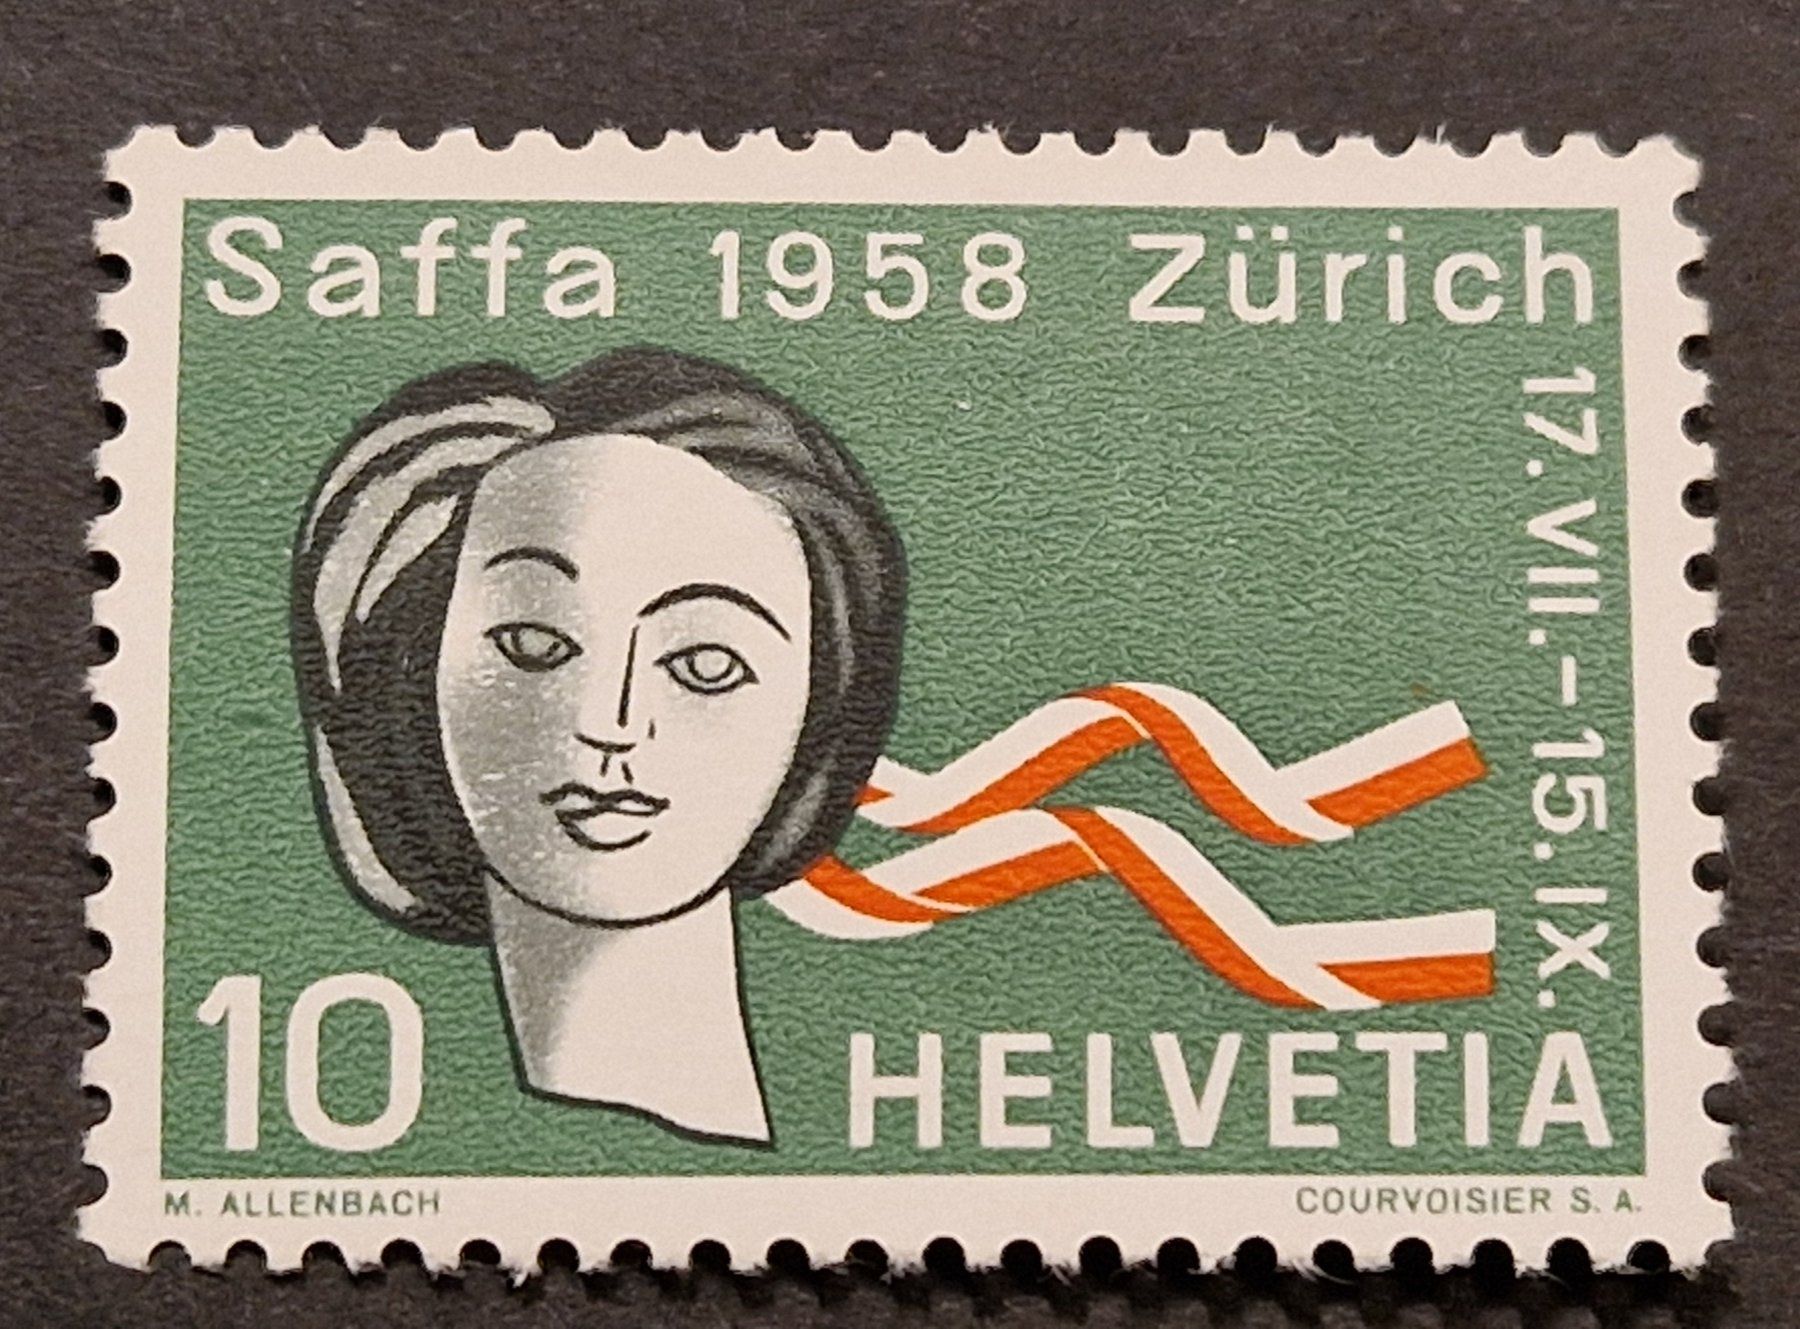 Saffa 1958 Zürich
17. VII. – 15. IX.
10
HELVETIA
M. ALLENBACH
COURVOISIER S. A.